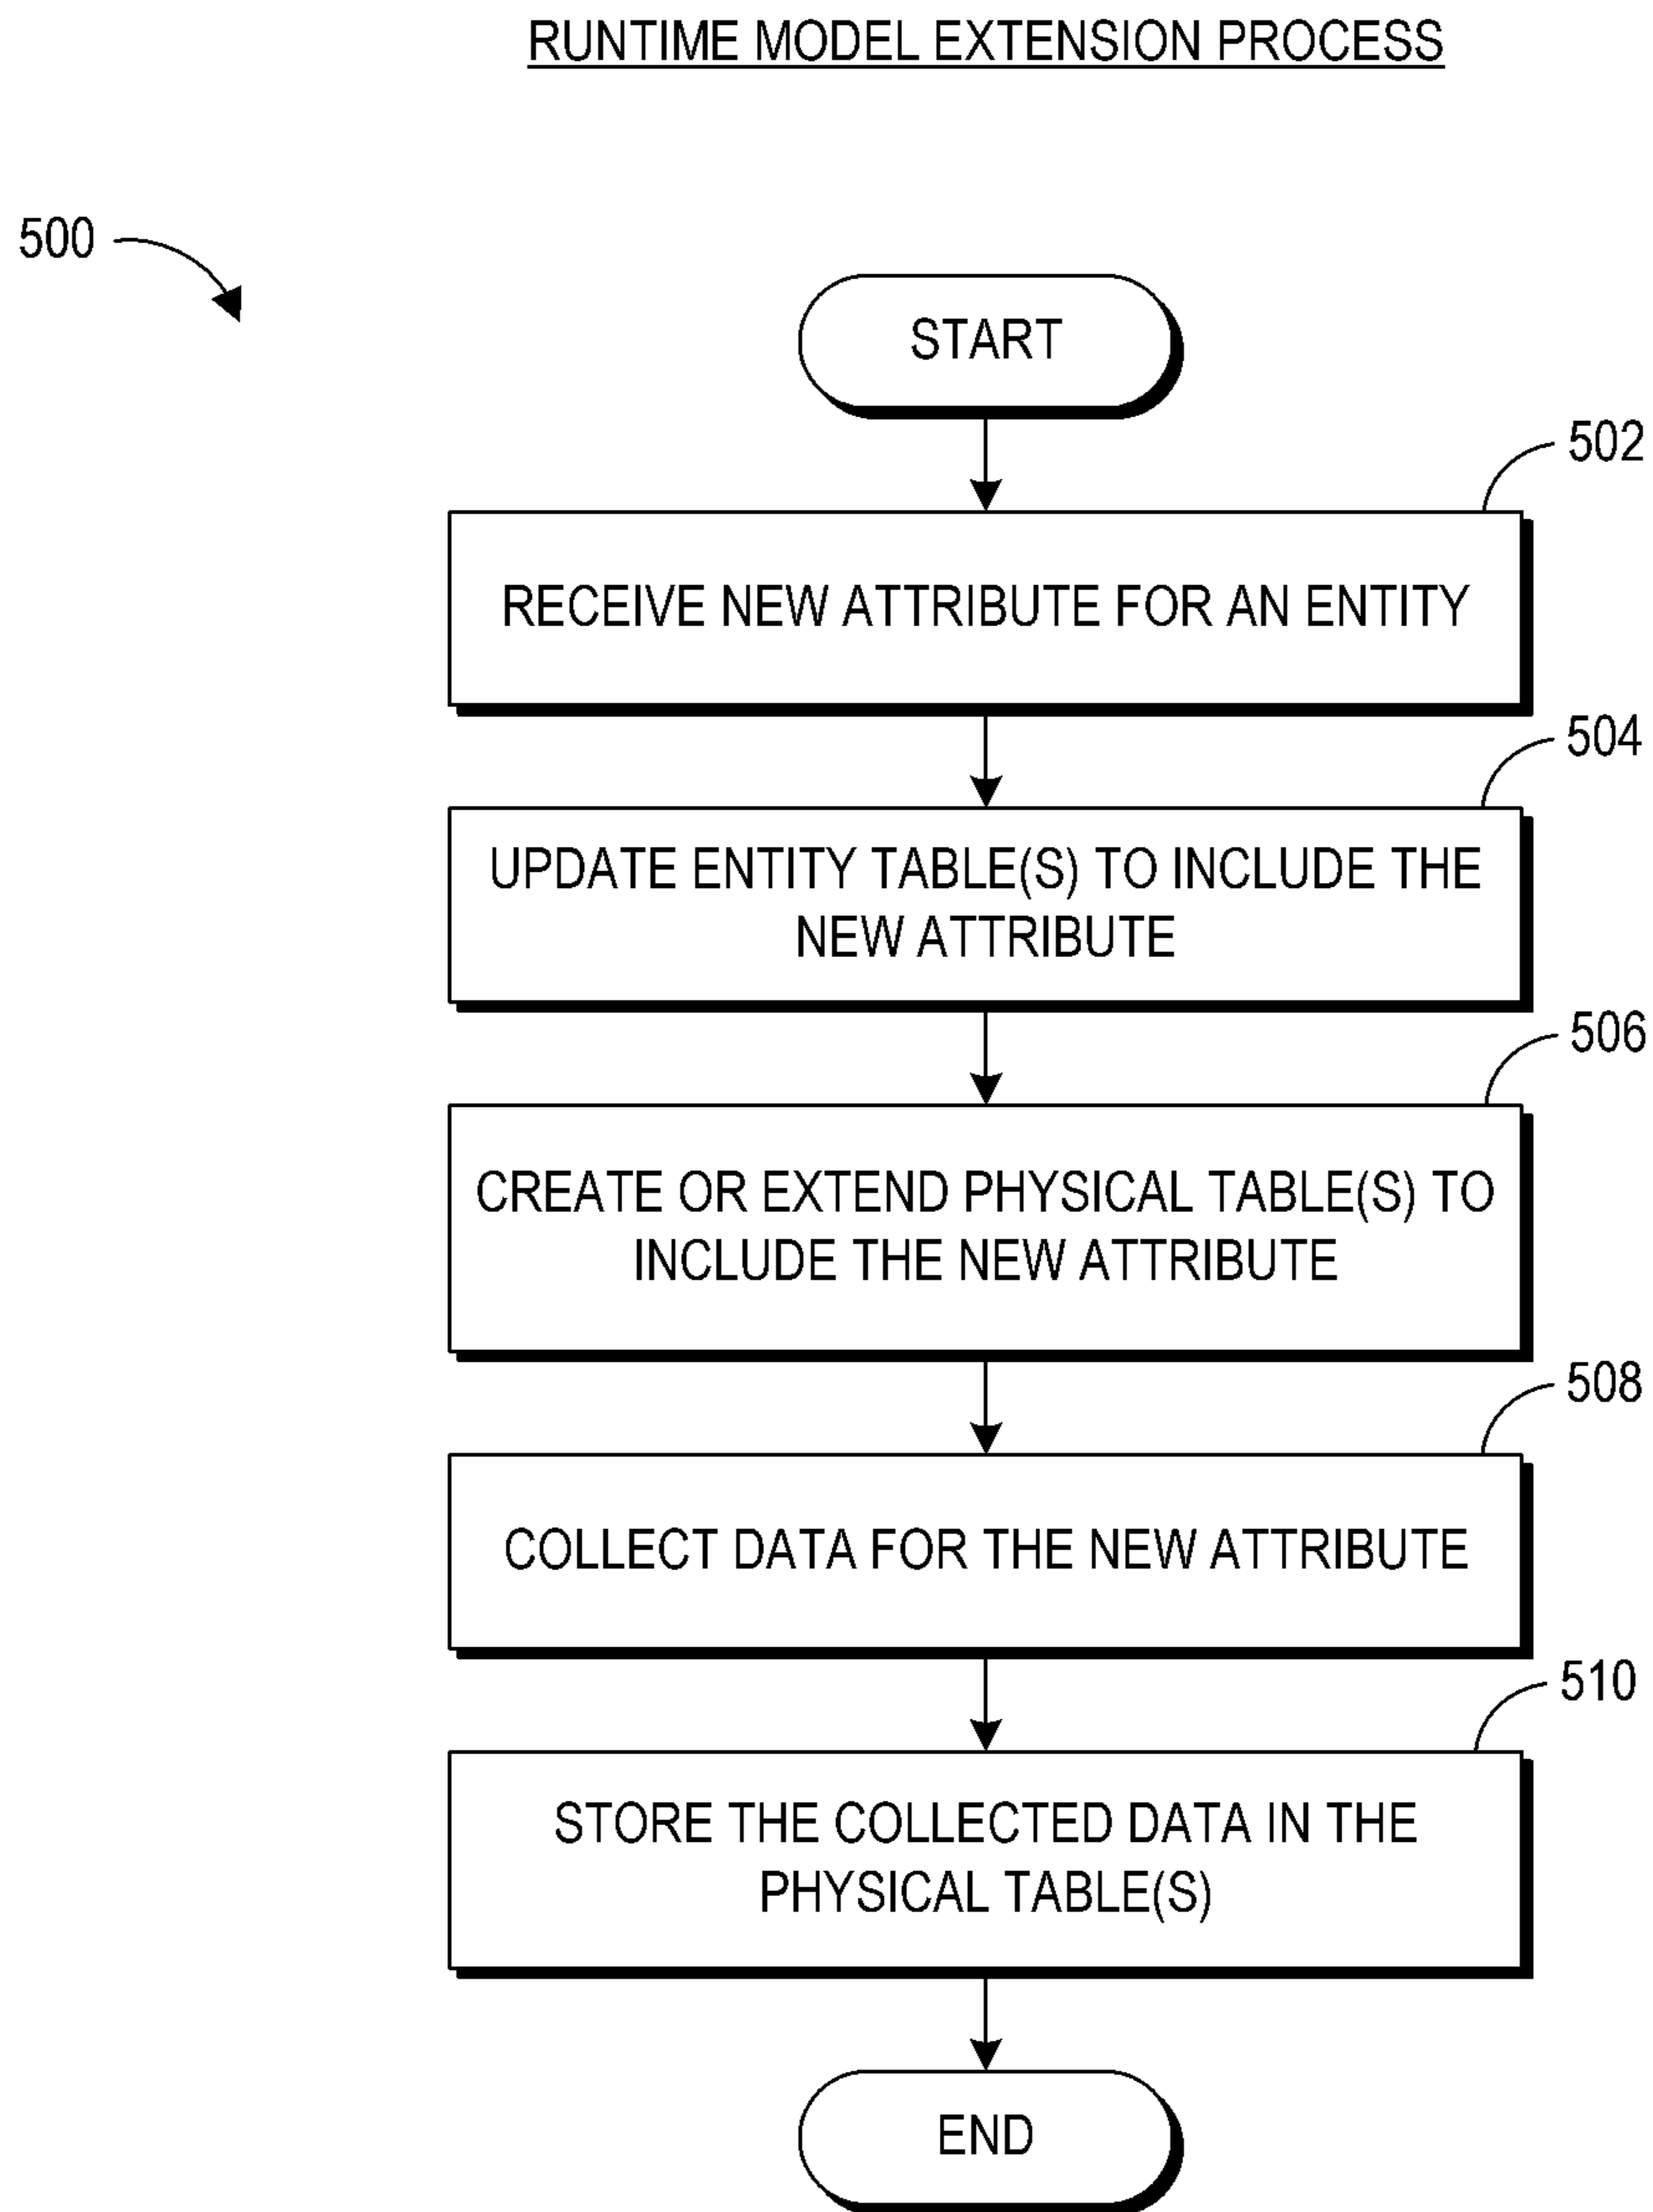 RUNTIME MODEL EXTENSION PROCESS
500
START
502
RECEIVE NEW ATTRIBUTE FOR AN ENTITY
504
UPDATE ENTITY TABLE(S) TO INCLUDE THE
NEW ATTRIBUTE
506
CREATE OR EXTEND PHYSICAL TABLE(S) TO
INCLUDE THE NEW ATTRIBUTE
508
COLLECT DATA FOR THE NEW ATTRIBUTE
510
STORE THE COLLECTED DATA IN THE
PHYSICAL TABLE(S)
END